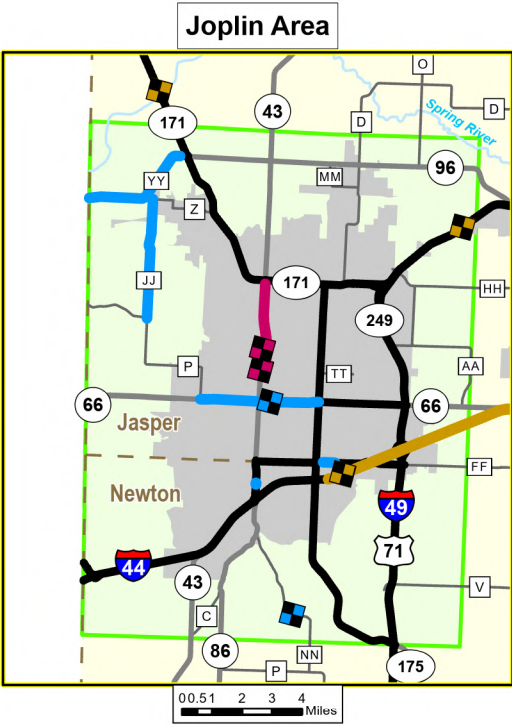 Joplin Area
O
D
171
43
D
Spring River
96
MM
YY
Z
JJ
171
HH
249
P
TT
AA
66
66
Jasper
FF
Newton
49
71
44
43
V
C
86
NN
175
P
0 0.5 1 2 3 4
Miles